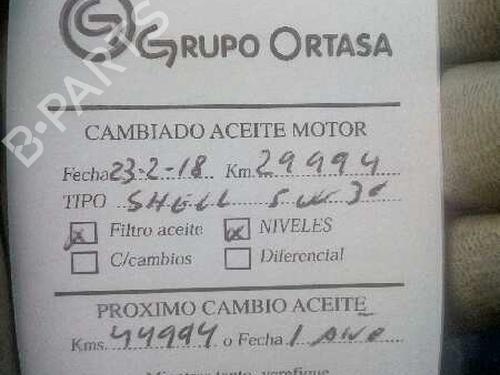 GRUPO ORTASA
B-PARTS
CAMBIADO ACEITE MOTOR
Fecha 23-2-18 Km. 29994
TIPO SHELL 5W30
Filtro aceite NIVELES
C/cambios Diferencial
PROXIMO CAMBIO ACEITE
Kms. 44994 o Fecha 1 AÑO